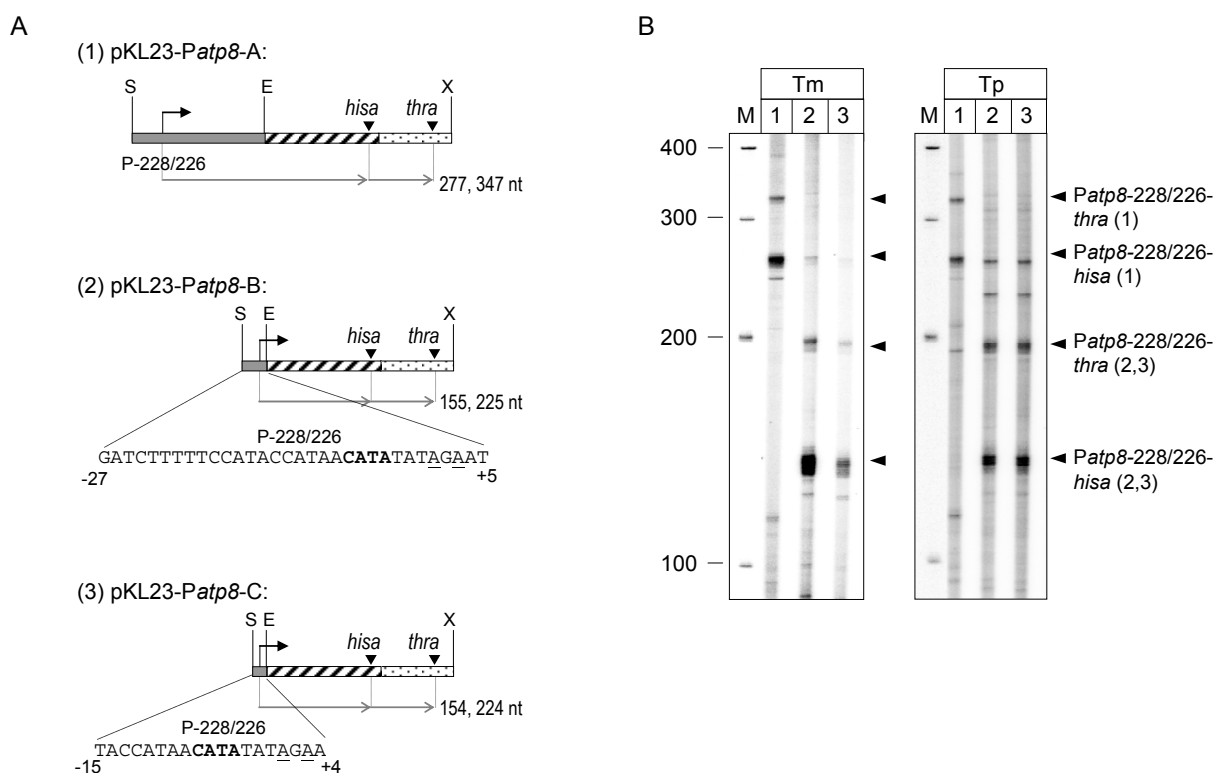 A
(1) pKL23-Patp8-A:
S E hisa thra X
P-228/226
277, 347 nt
(2) pKL23-Patp8-B:
S E hisa thra X
155, 225 nt
P-228/226
GATCTTTTTCCATACCATAACATATATAGAAT
-27 +5
(3) pKL23-Patp8-C:
S E hisa thra X
154, 224 nt
P-228/226
TACCATAACATATATAGAA
-15 +4
B
Tm Tp
M 1 2 3 M 1 2 3
400
300
200
100
Patp8-228/226-
thra (1)
Patp8-228/226-
hisa (1)
Patp8-228/226-
thra (2,3)
Patp8-228/226-
hisa (2,3)